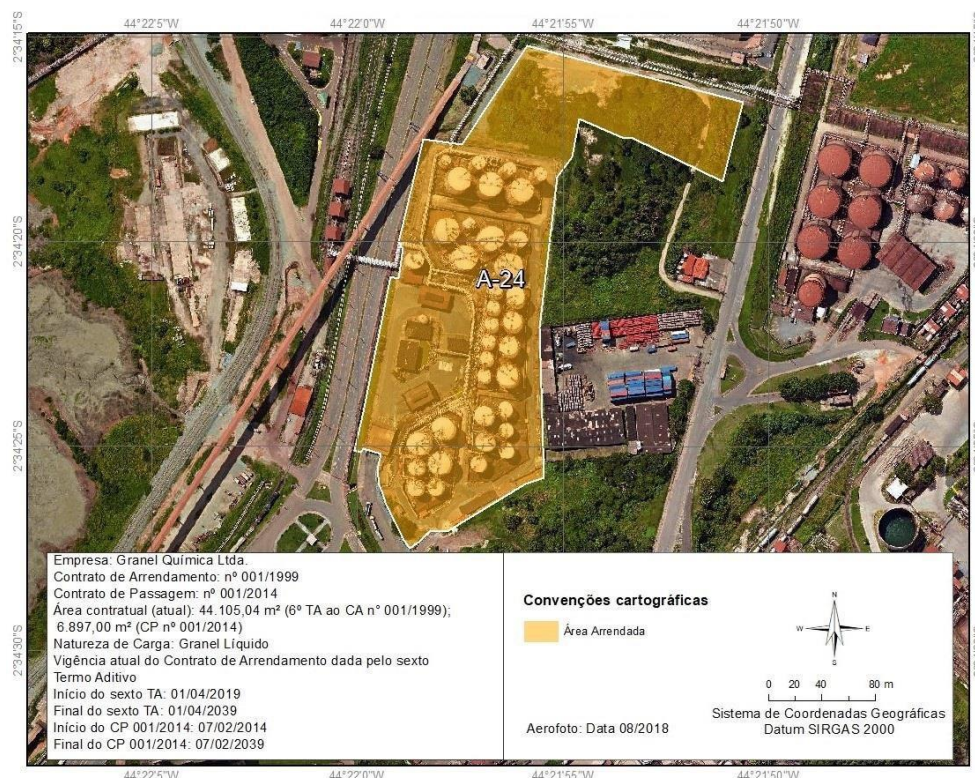 44°22'5"W 44°22'0"W 44°21'55"W 44°21'50"W
2°34'15"S
2°34'20"S
A-24
2°34'25"S
2°34'30"S
Empresa: Granel Química Ltda.
Contrato de Arrendamento: nº 001/1999
Contrato de Passagem: nº 001/2014
Área contratual (atual): 44.105,04 m² (6º TA ao CA n° 001/1999);
6.897,00 m² (CP nº 001/2014)
Natureza de Carga: Granel Líquido
Vigência atual do Contrato de Arrendamento dada pelo sexto
Termo Aditivo
Início do sexto TA: 01/04/2019
Final do sexto TA: 01/04/2039
Início do CP 001/2014: 07/02/2014
Final do CP 001/2014: 07/02/2039
Convenções cartográficas
Área Arrendada
Aerofoto: Data 08/2018
N
W E
S
0 20 40 80 m
Sistema de Coordenadas Geográficas
Datum SIRGAS 2000
44°22'5"W 44°22'0"W 44°21'55"W 44°21'50"W